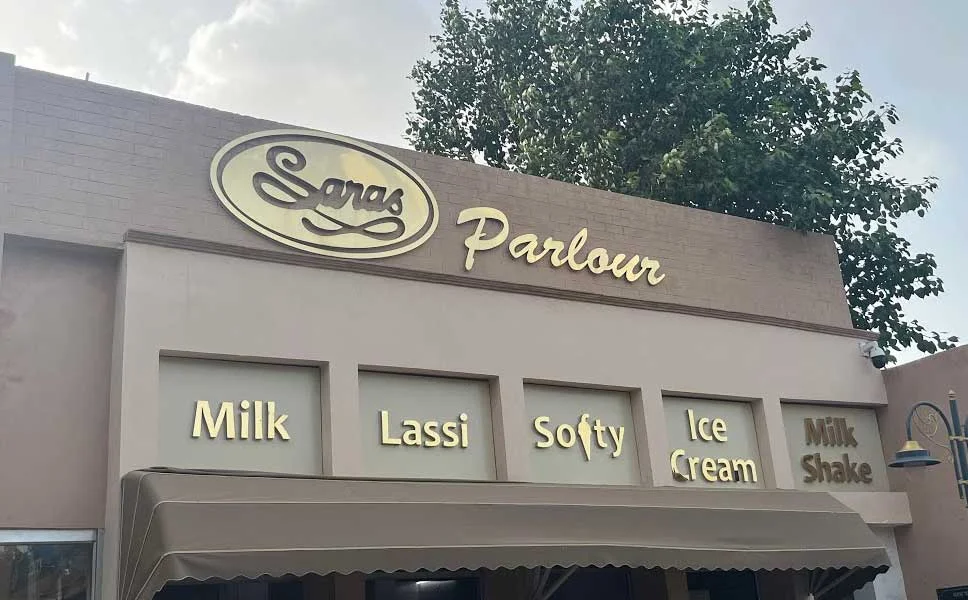 Saras
Parlour
Milk
Lassi
Softy
Ice
Cream
Milk
Shake